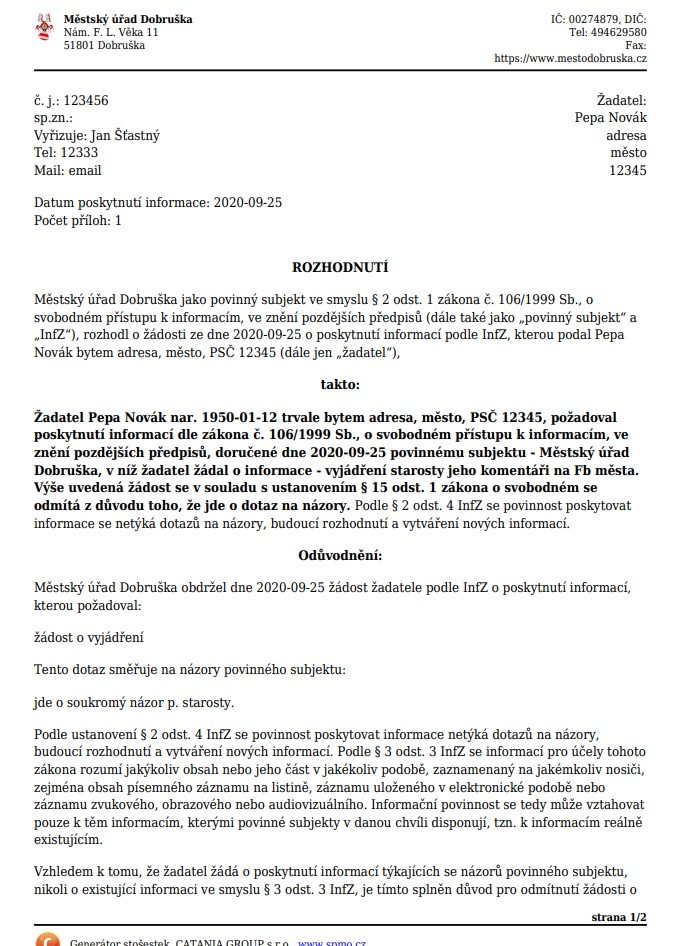 Městský úřad Dobruška
Nám. F. L. Věka 11
51801 Dobruška
IČ: 00274879, DIČ:
Tel: 494629580
Fax:
https://www.mestodobruska.cz
č. j.: 123456
sp.zn.:
Vyřizuje: Jan Šťastný
Tel: 12333
Mail: email
Žadatel:
Pepa Novák
adresa
město
12345
Datum poskytnutí informace: 2020-09-25
Počet příloh: 1
ROZHODNUTÍ
Městský úřad Dobruška jako povinný subjekt ve smyslu § 2 odst. 1 zákona č. 106/1999 Sb., o
svobodném přístupu k informacím, ve znění pozdějších předpisů (dále také jako „povinný subjekt“ a
„InfZ“), rozhodl o žádosti ze dne 2020-09-25 o poskytnutí informací podle InfZ, kterou podal Pepa
Novák bytem adresa, město, PSČ 12345 (dále jen „žadatel“),
takto:
Žadatel Pepa Novák nar. 1950-01-12 trvale bytem adresa, město, PSČ 12345, požadoval
poskytnutí informací dle zákona č. 106/1999 Sb., o svobodném přístupu k informacím, ve
znění pozdějších předpisů, doručené dne 2020-09-25 povinnému subjektu - Městský úřad
Dobruška, v níž žadatel žádal o informace - vyjádření starosty jeho komentáři na Fb města.
Výše uvedená žádost se v souladu s ustanovením § 15 odst. 1 zákona o svobodném se
odmítá z důvodu toho, že jde o dotaz na názory. Podle § 2 odst. 4 InfZ se povinnost poskytovat
informace se netýká dotazů na názory, budoucí rozhodnutí a vytváření nových informací.
Odůvodnění:
Městský úřad Dobruška obdržel dne 2020-09-25 žádost žadatele podle InfZ o poskytnutí informací,
kterou požadoval:
žádost o vyjádření
Tento dotaz směřuje na názory povinného subjektu:
jde o soukromý názor p. starosty.
Podle ustanovení § 2 odst. 4 InfZ se povinnost poskytovat informace netýká dotazů na názory,
budoucí rozhodnutí a vytváření nových informací. Podle § 3 odst. 3 InfZ se informací pro účely tohoto
zákona rozumí jakýkoliv obsah nebo jeho část v jakékoliv podobě, zaznamenaný na jakémkoliv nosiči,
zejména obsah písemného záznamu na listině, záznamu uloženého v elektronické podobě nebo
záznamu zvukového, obrazového nebo audiovizuálního. Informační povinnost se tedy může vztahovat
pouze k těm informacím, kterými povinné subjekty v danou chvíli disponují, tzn. k informacím reálně
existujícím.
Vzhledem k tomu, že žadatel žádá o poskytnutí informací týkajících se názorů povinného subjektu,
nikoli o existující informaci ve smyslu § 3 odst. 3 InfZ, je tímto splněn důvod pro odmítnutí žádosti o
strana 1/2
Generátor stošestek, CATANIA GROUP s.r.o., www.spmo.cz